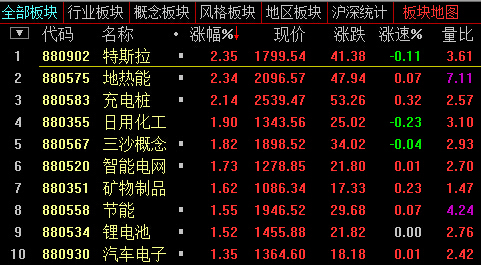 全部板块 行业板块 概念板块 风格板块 地区板块 沪深统计 板块地图
▼ 代码 名称 • 涨幅%↓ 现价 涨跌 涨速% 量比
1 880902 特斯拉 ▪ 2.35 1799.54 41.38 -0.11 3.61
2 880575 地热能 ▪ 2.34 2096.57 47.94 0.07 7.11
3 880583 充电桩 ▪ 2.14 2539.47 53.26 0.32 2.57
4 880355 日用化工 1.90 1343.56 25.02 -0.23 3.10
5 880567 三沙概念 ▪ 1.82 1898.52 34.02 -0.04 2.93
6 880520 智能电网 ▪ 1.73 1278.85 21.80 0.01 2.70
7 880351 矿物制品 1.62 1086.34 17.33 0.23 1.47
8 880558 节能 ▪ 1.55 1946.52 29.68 0.07 4.24
9 880534 锂电池 ▪ 1.52 1455.88 21.82 0.00 2.76
10 880930 汽车电子 ▪ 1.35 1364.60 18.18 0.01 2.42